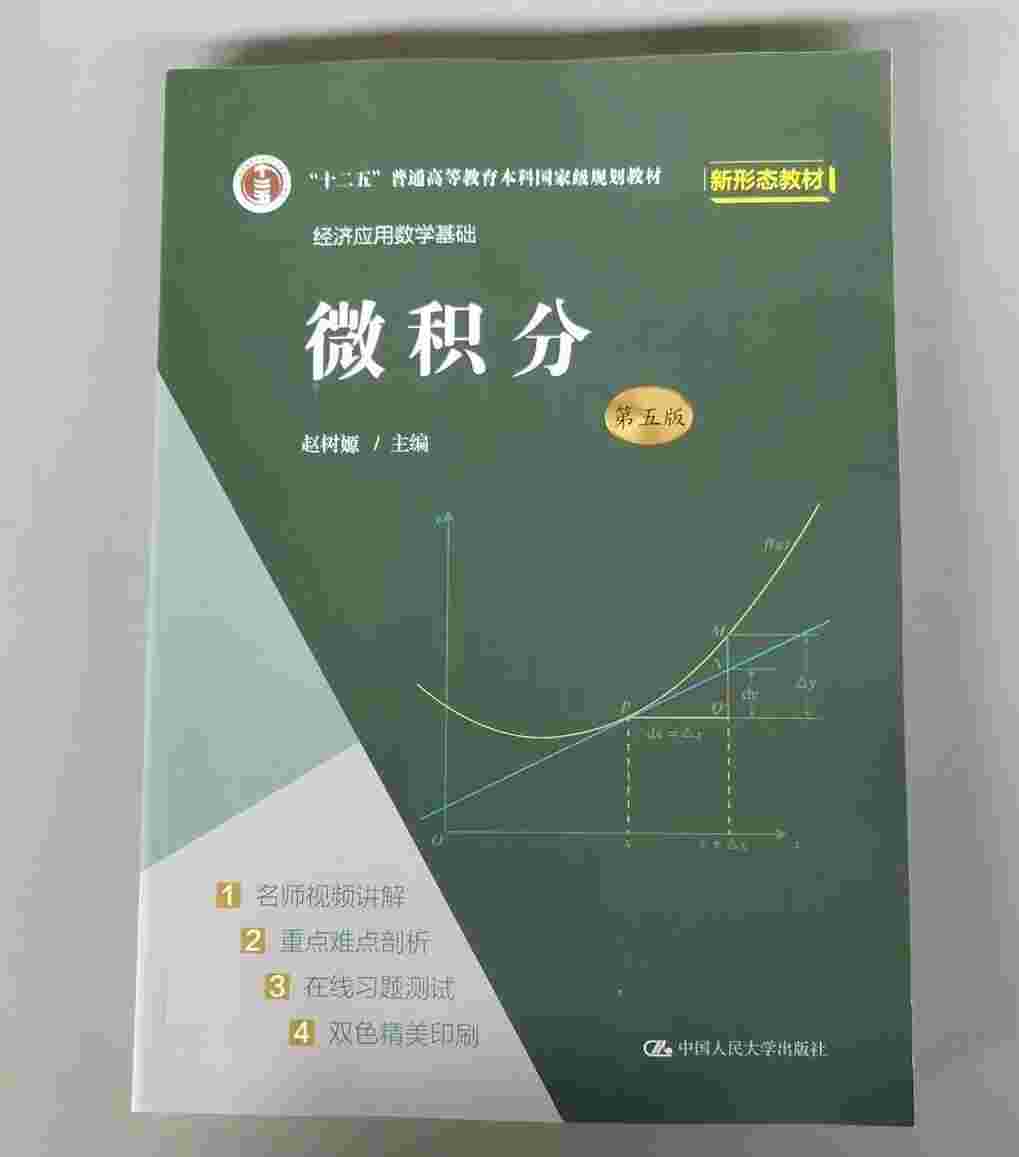 “十二五”普通高等教育本科国家级规划教材
新形态教材
经济应用数学基础
微积分
第五版
赵树嫄 / 主编
M
Δy
dy
P
dx = Δx
O
x
x + Δx
x
1 名师视频讲解
2 重点难点剖析
3 在线习题测试
4 双色精美印刷
中国人民大学出版社